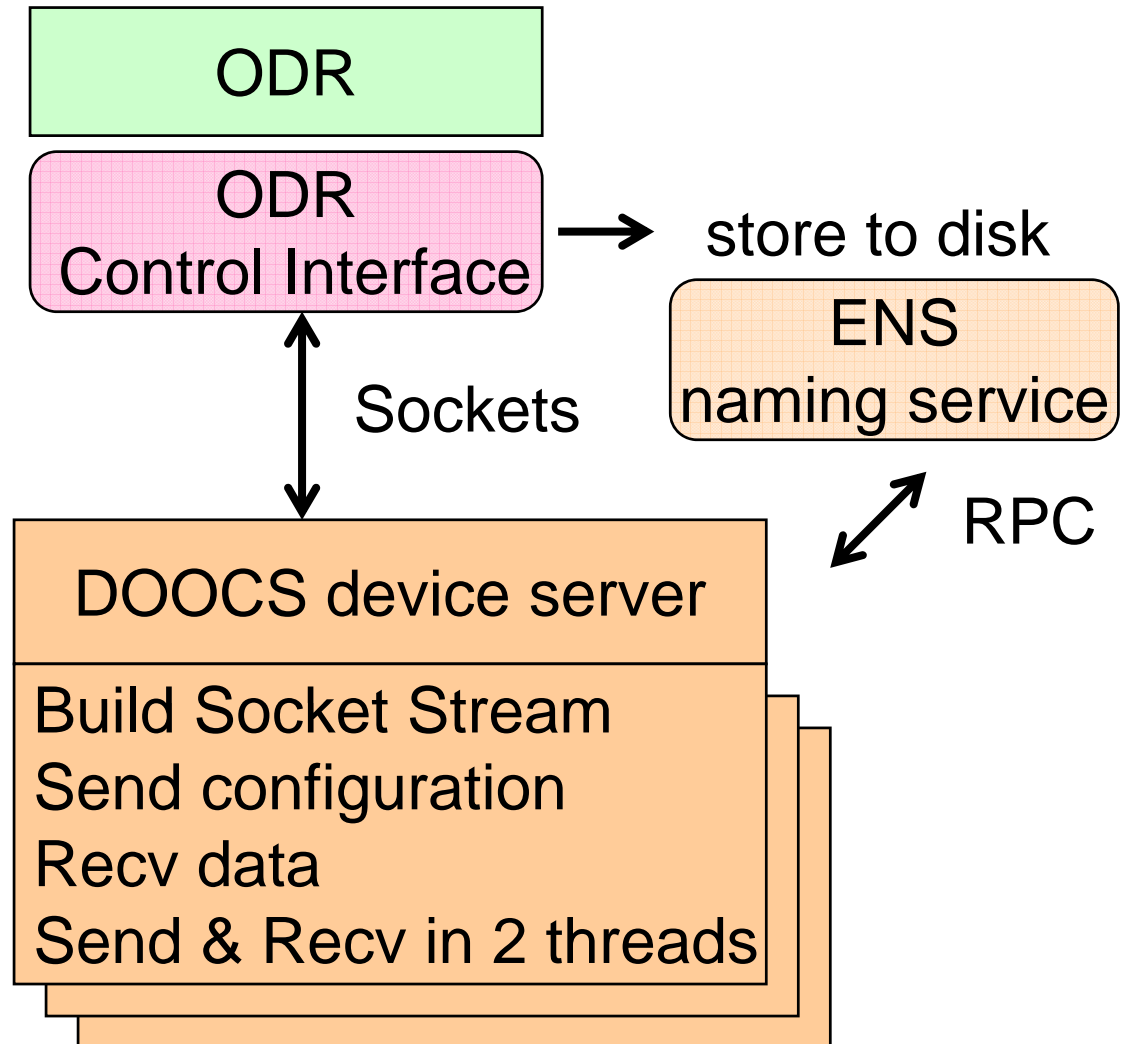 ODR
ODR
Control Interface
store to disk
ENS
naming service
Sockets
RPC
DOOCS device server
Build Socket Stream
Send configuration
Recv data
Send & Recv in 2 threads